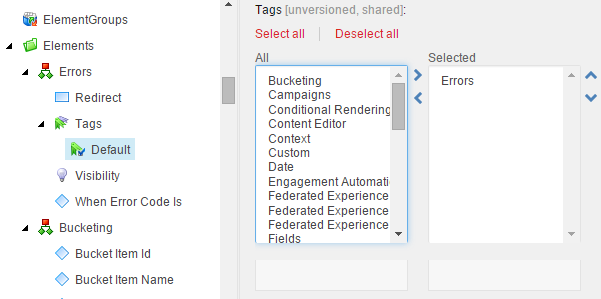 ElementGroups
Elements
Errors
Redirect
Tags
Default
Visibility
When Error Code Is
Bucketing
Bucket Item Id
Bucket Item Name
Tags [unversioned, shared]:
Select all
Deselect all
All
Selected
Bucketing
Campaigns
Conditional Rendering
Content Editor
Context
Custom
Date
Engagement Automati
Federated Experience
Federated Experience
Federated Experience
Fields
Errors